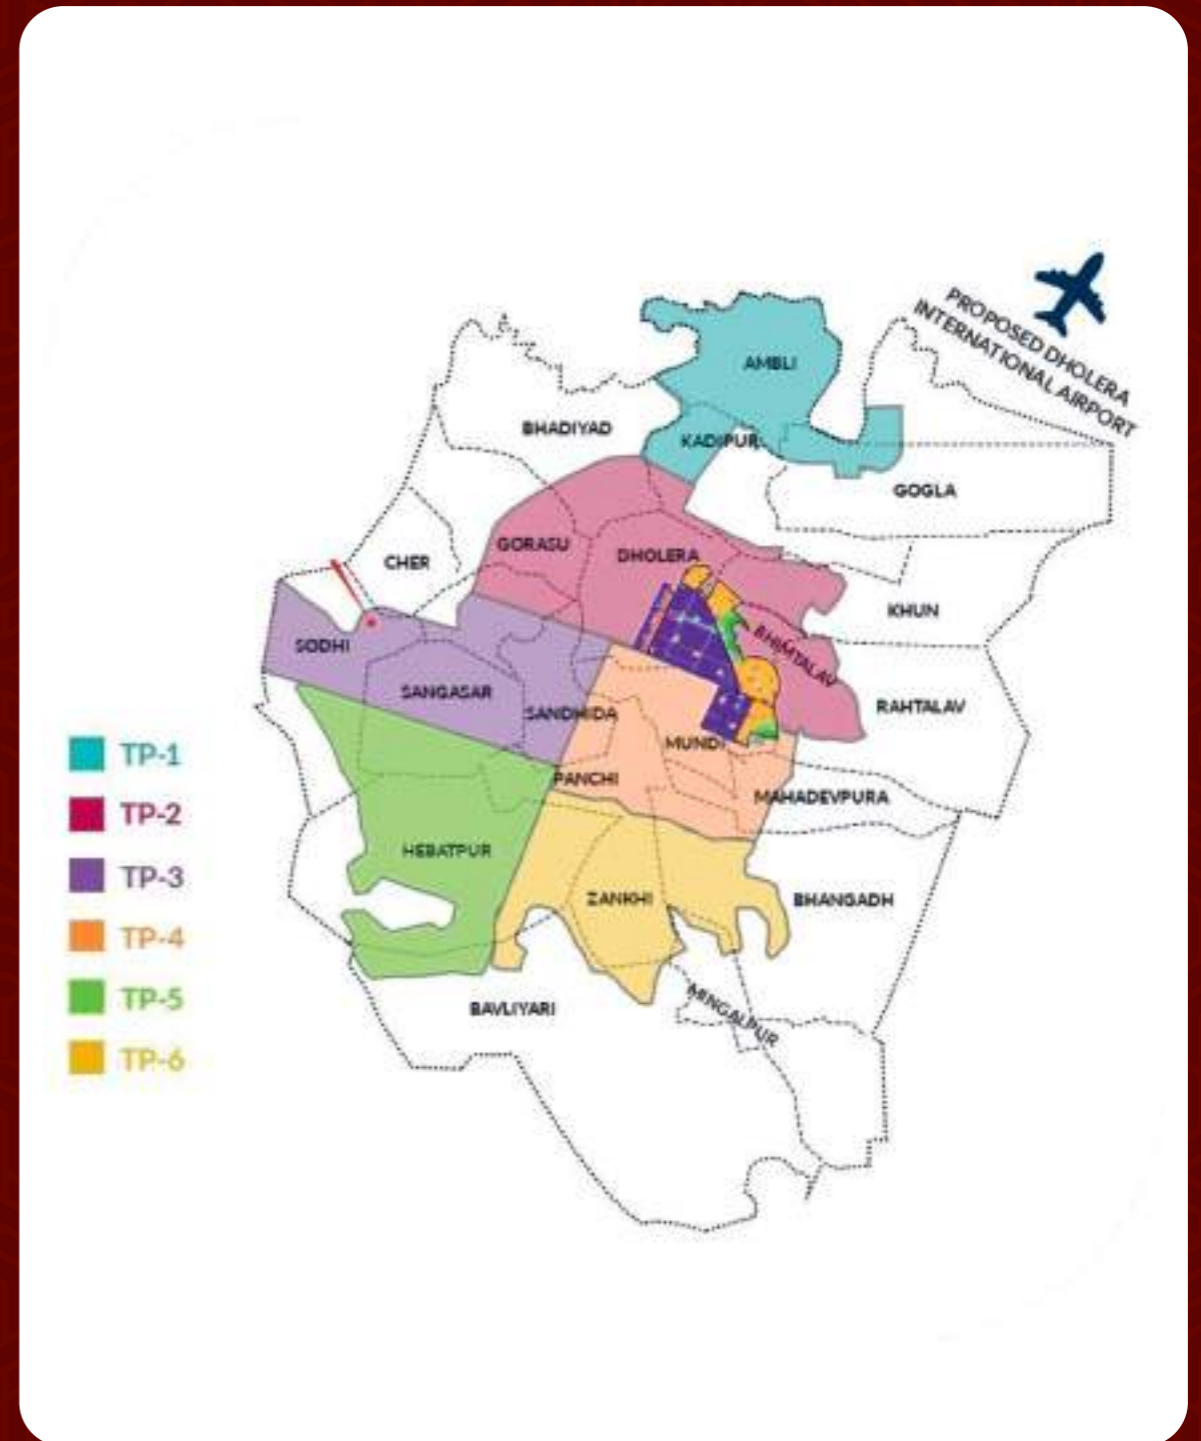 PROPOSED DHOLERA
INTERNATIONAL AIRPORT
AMBLI
BHADIYAD
KADIPUR
GOGLA
GORASU
DHOLERA
CHER
KHUN
BHIMTALAV
SODHI
SANGASAR
RAHTALAV
SANDHIDA
MUNDI
TP-1
PANCHI
MAHADEVPURA
TP-2
HEBATPUR
TP-3
ZANKHI
BHANGADH
TP-4
TP-5
BAVLIYARI
MINGALPUR
TP-6